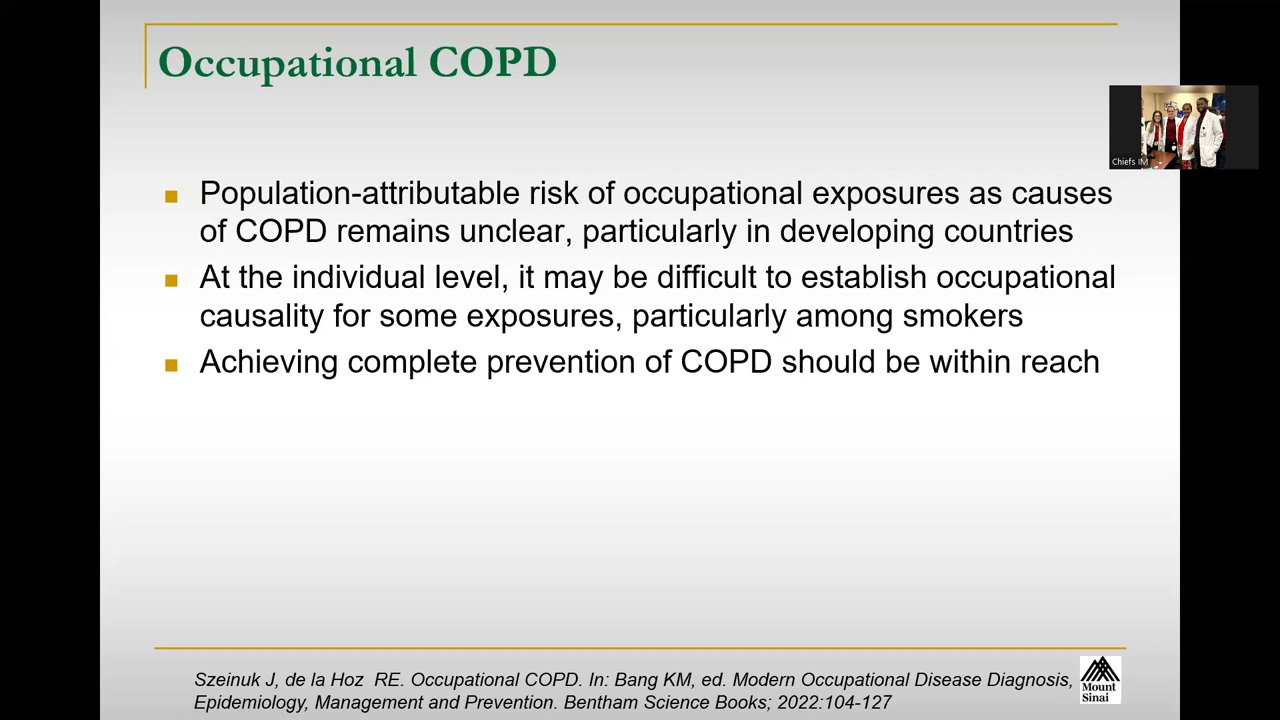 Occupational COPD
Chiefs IM
Population-attributable risk of occupational exposures as causes
of COPD remains unclear, particularly in developing countries
At the individual level, it may be difficult to establish occupational
causality for some exposures, particularly among smokers
Achieving complete prevention of COPD should be within reach
Szeinuk J, de la Hoz RE. Occupational COPD. In: Bang KM, ed. Modern Occupational Disease Diagnosis,
Epidemiology, Management and Prevention. Bentham Science Books; 2022:104-127
Mount
Sinai